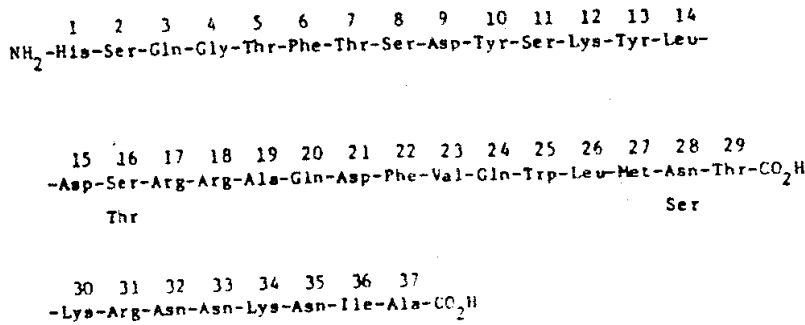 1 2 3 4 5 6 7 8 9 10 11 12 13 14
NH2-His-Ser-Gln-Gly-Thr-Phe-Thr-Ser-Asp-Tyr-Ser-Lys-Tyr-Leu-
15 16 17 18 19 20 21 22 23 24 25 26 27 28 29
-Asp-Ser-Arg-Arg-Ala-Gln-Asp-Phe-Val-Gln-Trp-Leu-Met-Asn-Thr-CO2H
Thr Ser
30 31 32 33 34 35 36 37
-Lys-Arg-Asn-Asn-Lys-Asn-Ile-Ala-CO2H